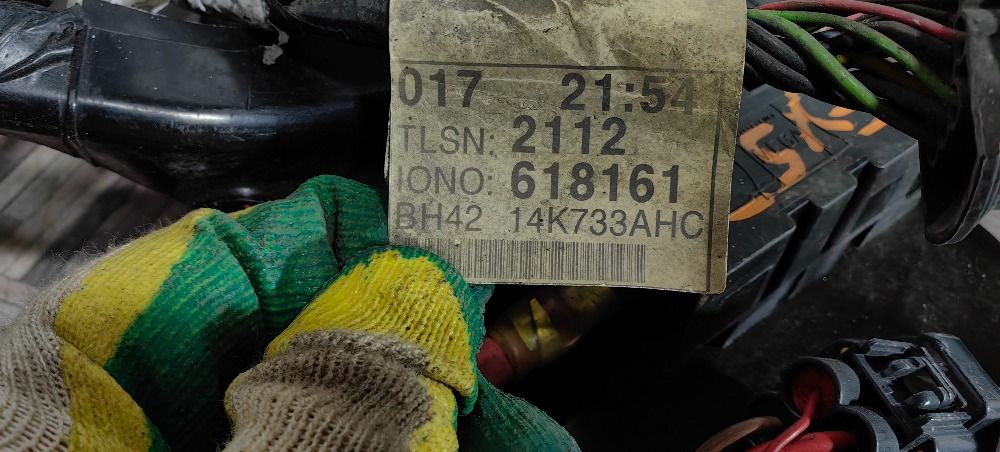 017 21:54
TLSN: 2112
IONO: 618161
BH42 14K733AHC